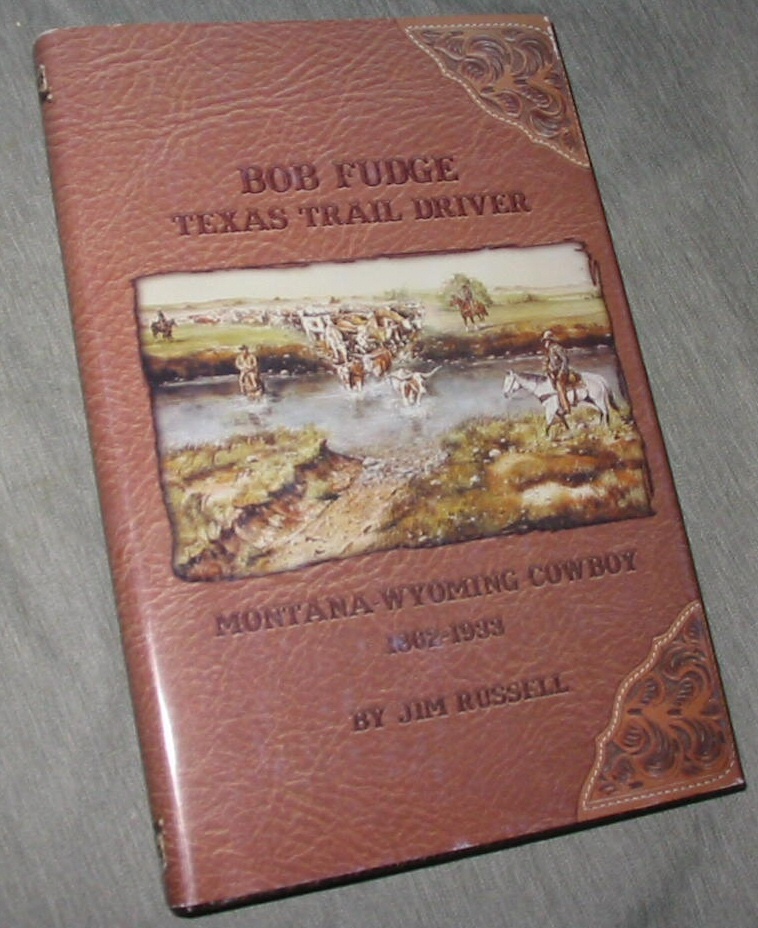 BOB FUDGE
TEXAS TRAIL DRIVER
MONTANA-WYOMING COWBOY
1862-1933
BY JIM RUSSELL